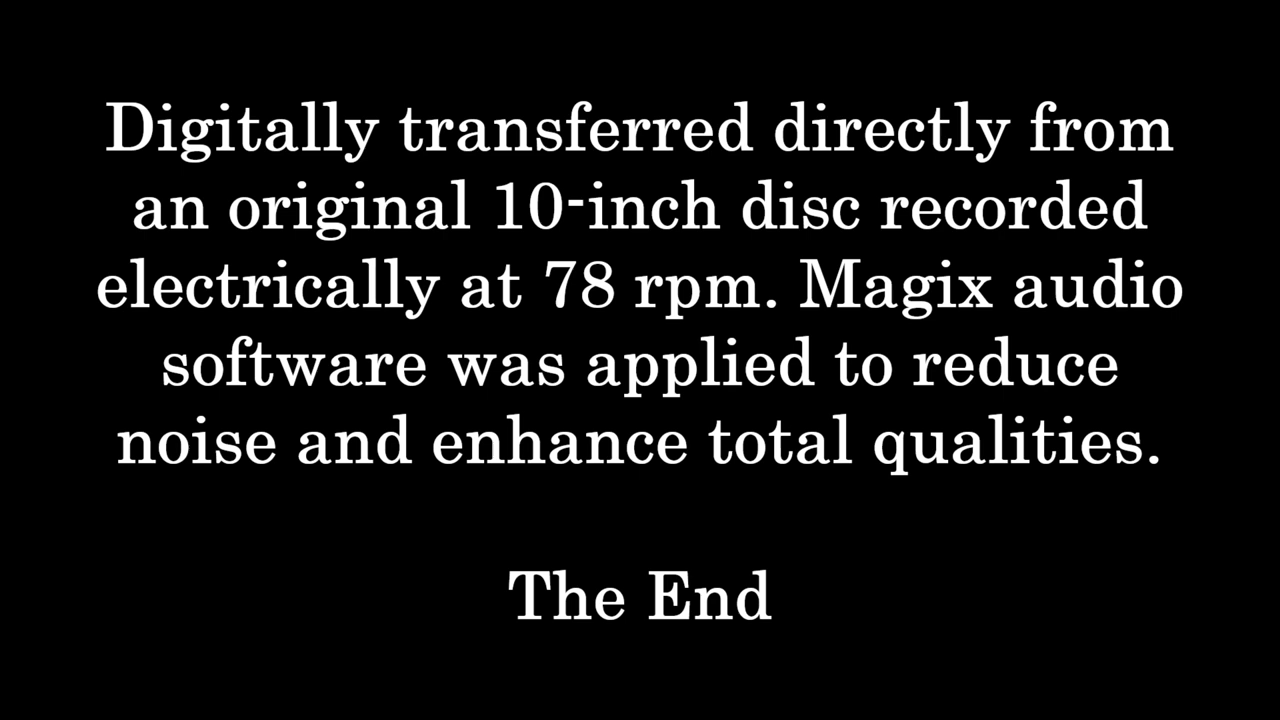 Digitally transferred directly from
an original 10-inch disc recorded
electrically at 78 rpm. Magix audio
software was applied to reduce
noise and enhance total qualities.
The End